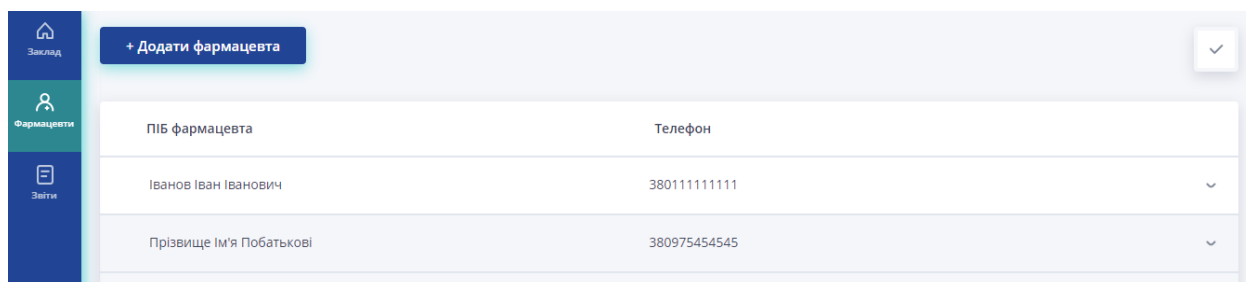 Заклад
Фармацевти
Звіти
+ Додати фармацевта
ПІБ фармацевта Телефон
Іванов Іван Іванович 380111111111
Прізвище Ім'я Побатькові 380975454545